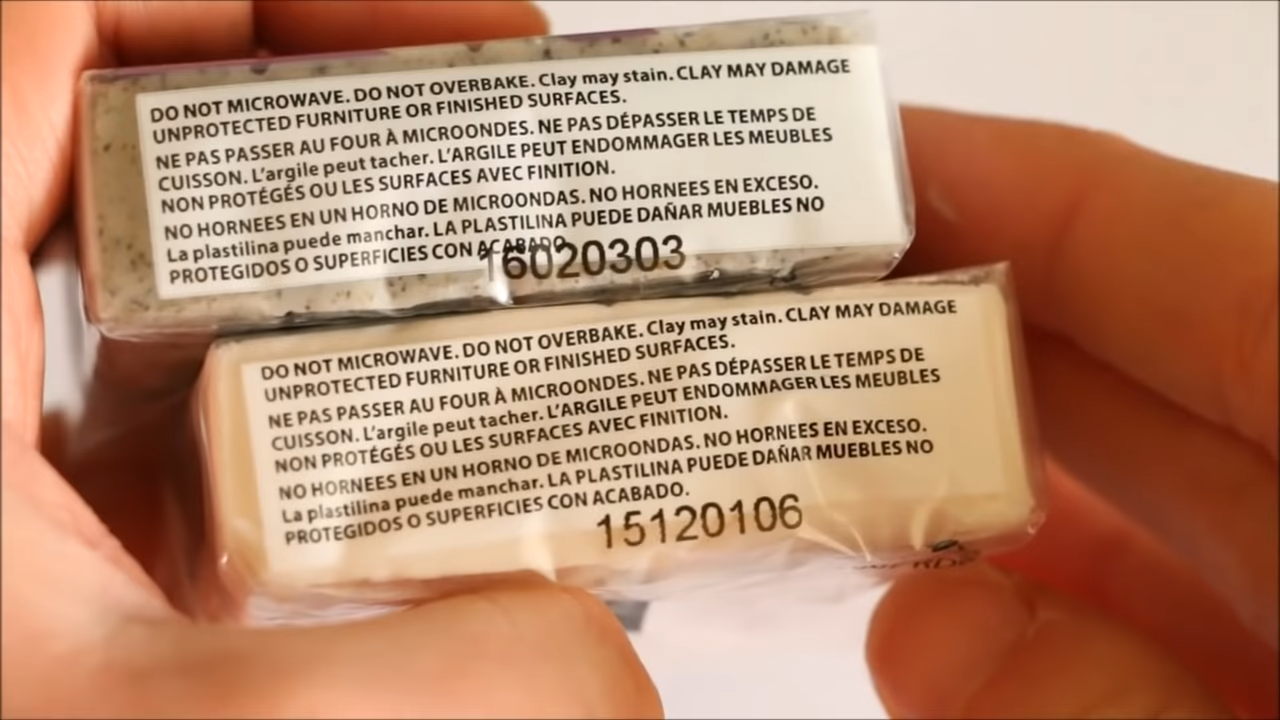 DO NOT MICROWAVE. DO NOT OVERBAKE. Clay may stain. CLAY MAY DAMAGE
UNPROTECTED FURNITURE OR FINISHED SURFACES.
NE PAS PASSER AU FOUR À MICROONDES. NE PAS DÉPASSER LE TEMPS DE
CUISSON. L'argile peut tacher. L'ARGILE PEUT ENDOMMAGER LES MEUBLES
NON PROTÉGÉS OU LES SURFACES AVEC FINITION.
NO HORNEES EN UN HORNO DE MICROONDAS. NO HORNEES EN EXCESO.
La plastilina puede manchar. LA PLASTILINA PUEDE DAÑAR MUEBLES NO
PROTEGIDOS O SUPERFICIES CON ACABADO.
16020303
DO NOT MICROWAVE. DO NOT OVERBAKE. Clay may stain. CLAY MAY DAMAGE
UNPROTECTED FURNITURE OR FINISHED SURFACES.
NE PAS PASSER AU FOUR À MICROONDES. NE PAS DÉPASSER LE TEMPS DE
CUISSON. L'argile peut tacher. L'ARGILE PEUT ENDOMMAGER LES MEUBLES
NON PROTÉGÉS OU LES SURFACES AVEC FINITION.
NO HORNEES EN UN HORNO DE MICROONDAS. NO HORNEES EN EXCESO.
La plastilina puede manchar. LA PLASTILINA PUEDE DAÑAR MUEBLES NO
PROTEGIDOS O SUPERFICIES CON ACABADO.
15120106